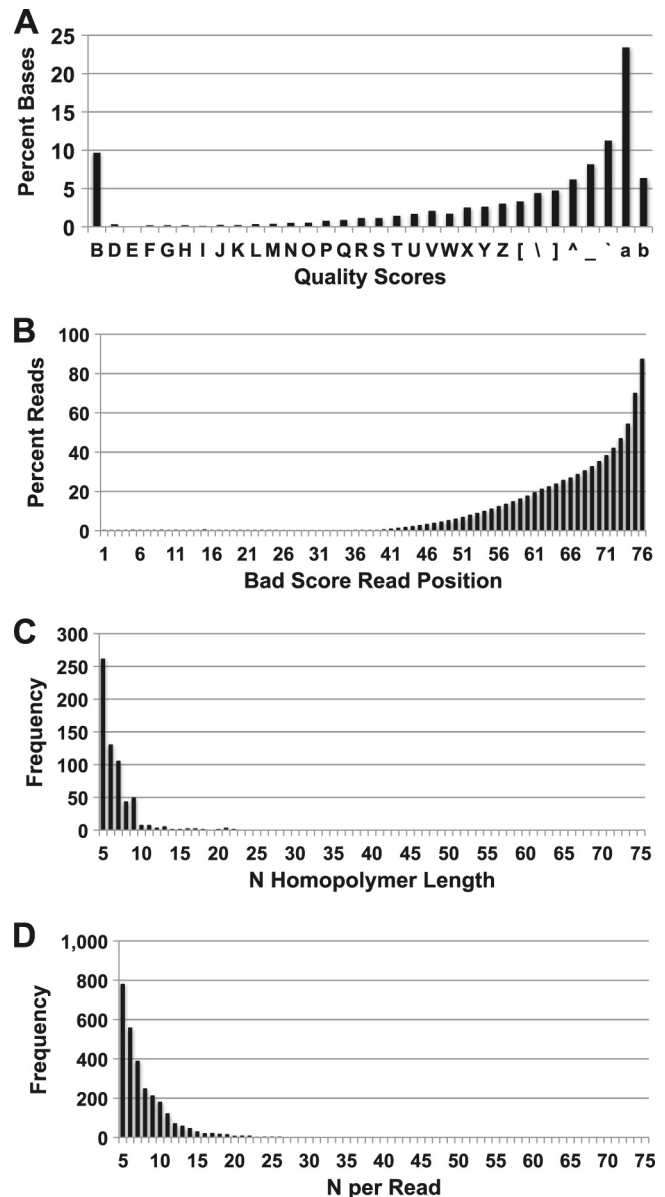 A
Percent Bases
25
20
15
10
5
0
B D E F G H I J K L M N O P Q R S T U V W X Y Z [ \ ] ^ _ ` a b
Quality Scores
B
Percent Reads
100
80
60
40
20
0
1 6 11 16 21 26 31 36 41 46 51 56 61 66 71 76
Bad Score Read Position
C
Frequency
300
250
200
150
100
50
0
5 10 15 20 25 30 35 40 45 50 55 60 65 70 75
N Homopolymer Length
D
Frequency
1,000
800
600
400
200
0
5 10 15 20 25 30 35 40 45 50 55 60 65 70 75
N per Read